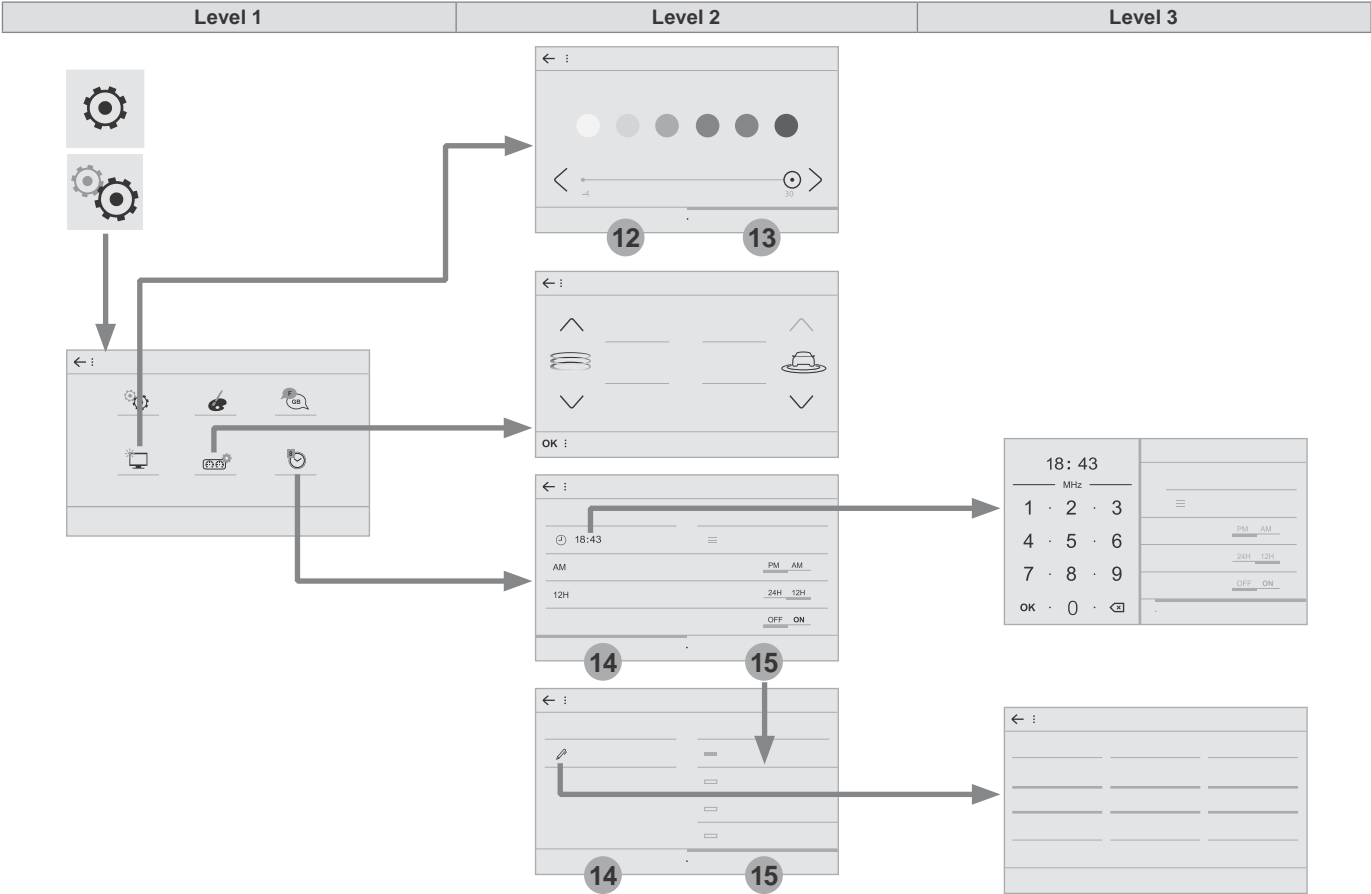 Level 1
Level 2
Level 3
-4
30
12
13
F
GB
8
OK
18:43
AM
PM AM
12H
24H 12H
OFF ON
14
15
18:43
MHz
1 · 2 · 3
4 · 5 · 6
7 · 8 · 9
OK · 0 ·
PM AM
24H 12H
OFF ON
14
15